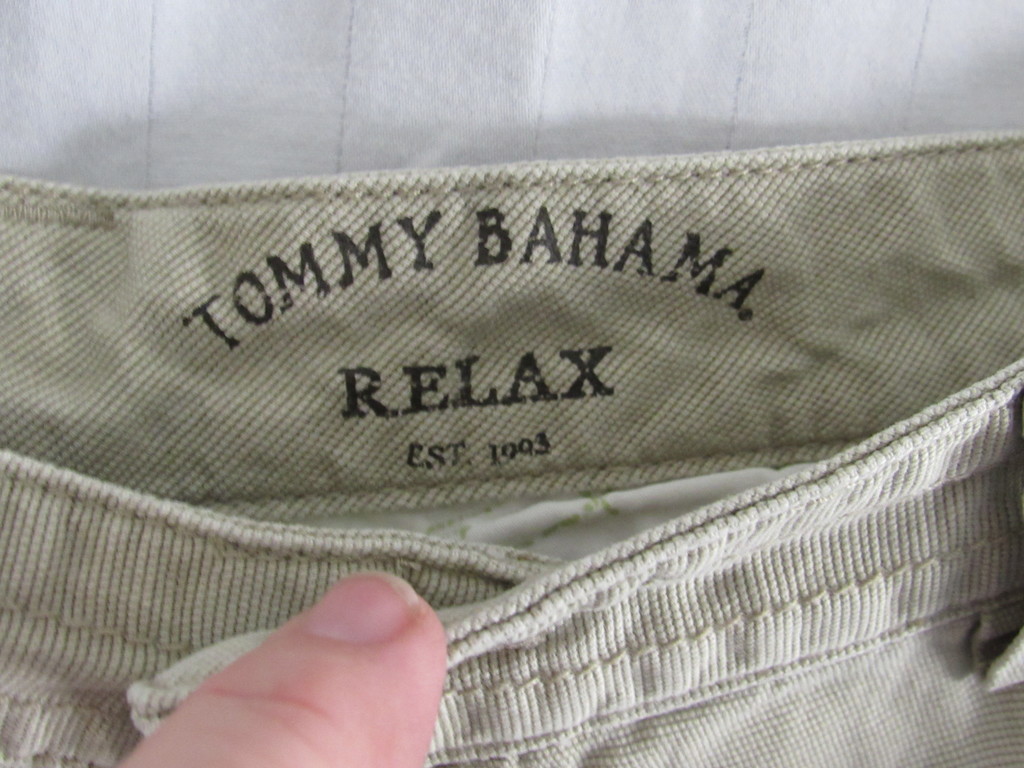 TOMMY BAHAMA
RELAX
EST. 1993